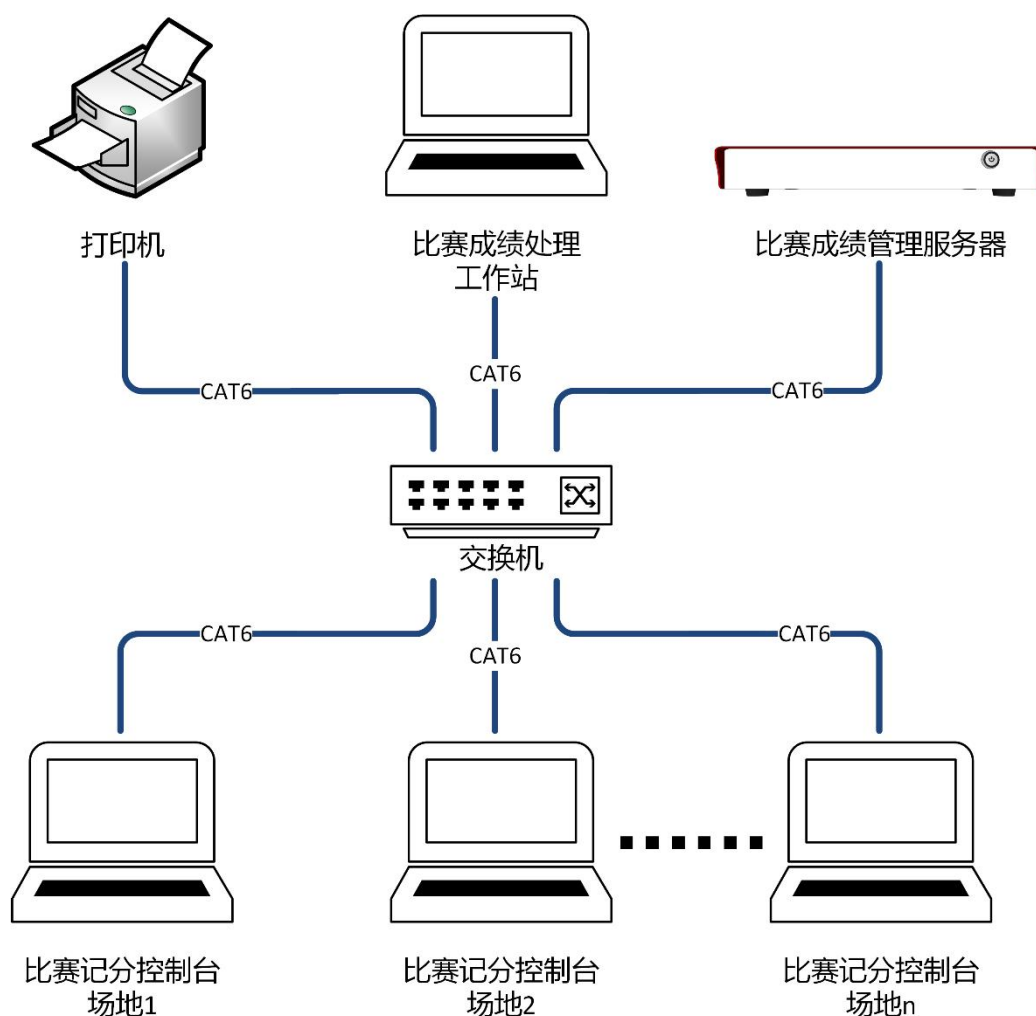 打印机
比赛成绩处理
工作站
比赛成绩管理服务器
CAT6
CAT6
CAT6
交换机
CAT6
CAT6
CAT6
比赛记分控制台
场地1
比赛记分控制台
场地2
比赛记分控制台
场地n